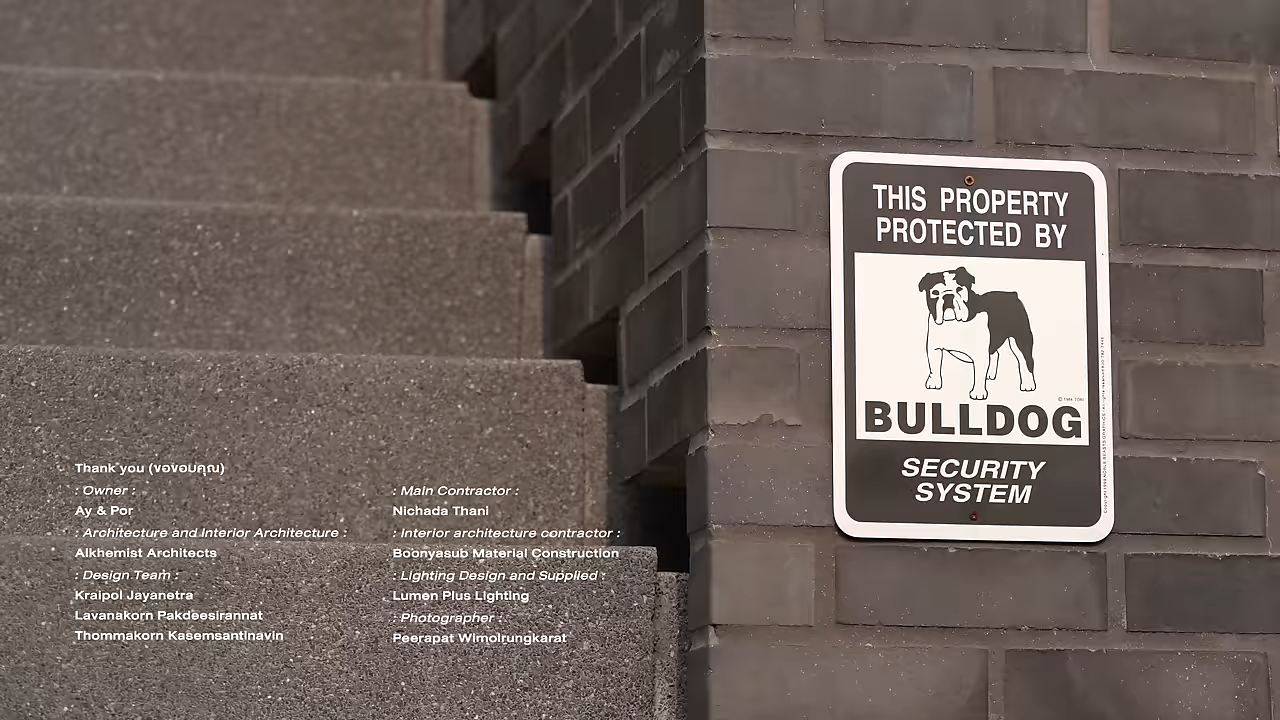 Thank you (ขอขอบคุณ)
: Owner :
Ay & Por
: Architecture and Interior Architecture :
Alkhemist Architects
: Design Team :
Kraipol Jayanetra
Lavanakorn Pakdeesirannat
Thommakorn Kasemsantinavin
: Main Contractor :
Nichada Thani
: Interior architecture contractor :
Boonyasub Material Construction
: Lighting Design and Supplied :
Lumen Plus Lighting
: Photographer :
Peerapat Wimolrungkarat
THIS PROPERTY
PROTECTED BY
BULLDOG
SECURITY
SYSTEM